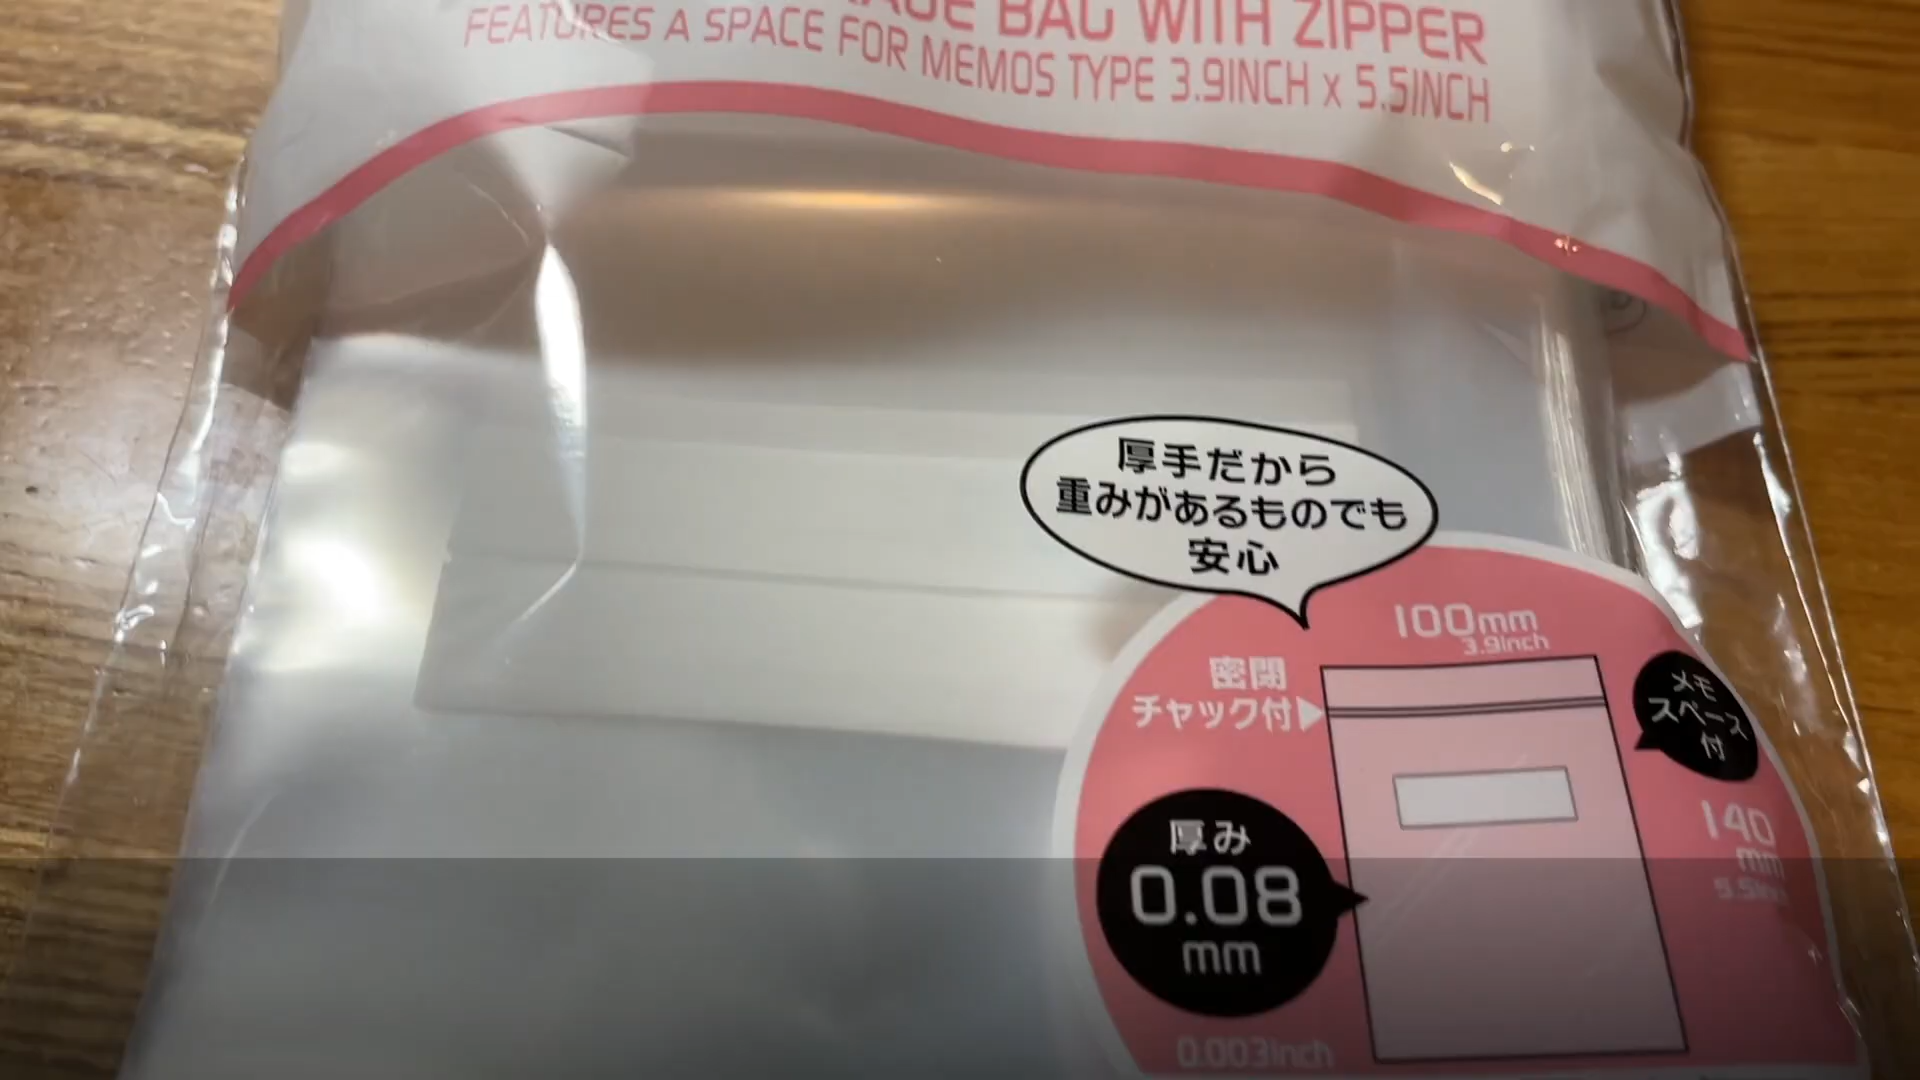 BAG WITH ZIPPER
FEATURES A SPACE FOR MEMOS TYPE 3.9INCH x 5.5INCH
厚手だから
重みがあるものでも
安心
100mm
3.9inch
密閉
チャック付▶
メモ
スペース
付
厚み
0.08
mm
140
mm
5.5inch
0.003inch